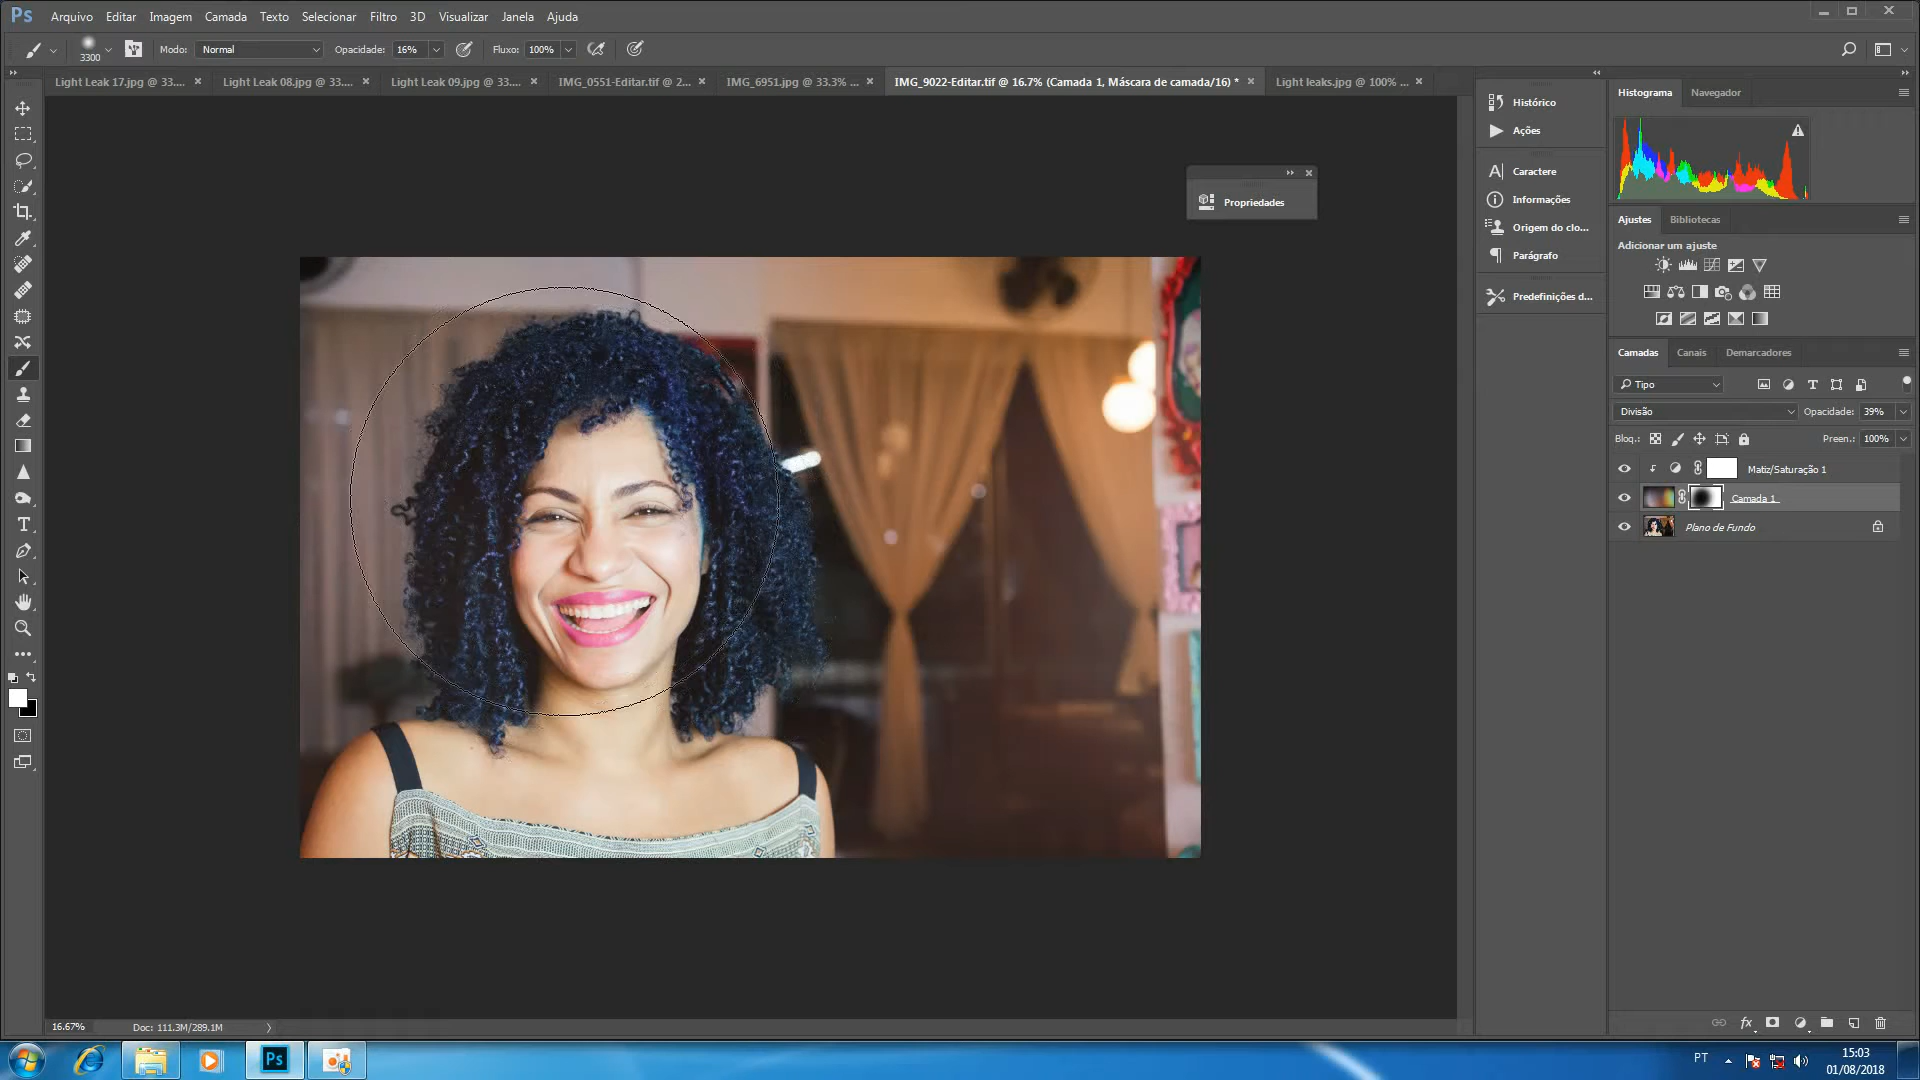 Ps Arquivo Editar Imagem Camada Texto Selecionar Filtro 3D Visualizar Janela Ajuda
3300 Modo: Normal Opacidade: 16% Fluxo: 100%
Light Leak 17.jpg @ 33.... Light Leak 08.jpg @ 33.... Light Leak 09.jpg @ 33.... IMG_0551-Editar.tif @ 2... IMG_6951.jpg @ 33.3% ... IMG_9022-Editar.tif @ 16.7% (Camada 1, Máscara de camada/16) * Light leaks.jpg @ 100% ...
Propriedades
Histórico
Ações
Caractere
Informações
Origem do clo...
Parágrafo
Predefinições d...
Histograma Navegador
Ajustes Bibliotecas
Adicionar um ajuste
Camadas Canais Demarcadores
Tipo
Divisão Opacidade: 39%
Bloq.: Preen.: 100%
Matiz/Saturação 1
Camada 1
Plano de Fundo
fx
16.67% Doc: 111.3M/289.1M
Ps
PT
15:03
01/08/2018